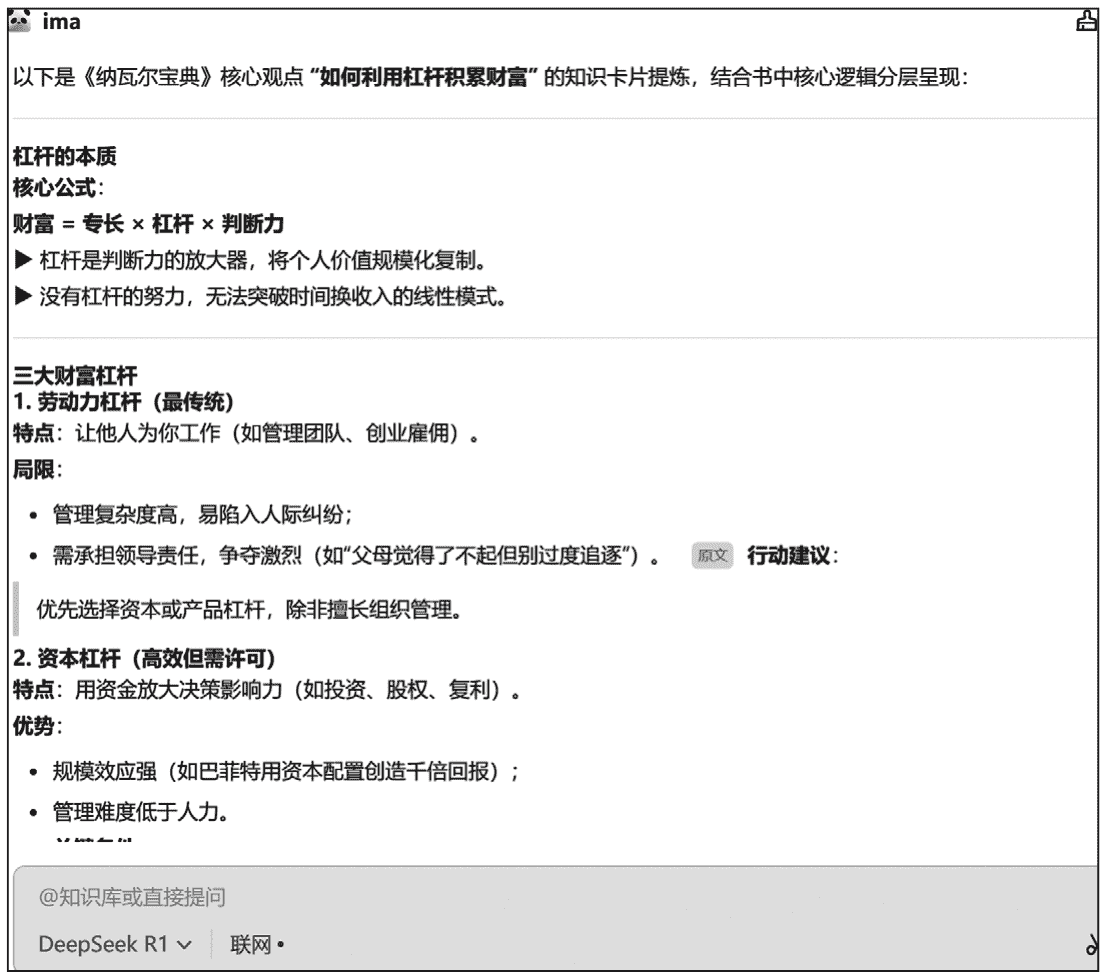 ima
以下是《纳瓦尔宝典》核心观点“如何利用杠杆积累财富”的知识卡片提炼，结合书中核心逻辑分层呈现：
杠杆的本质
核心公式：
财富 = 专长 × 杠杆 × 判断力
▶ 杠杆是判断力的放大器，将个人价值规模化复制。
▶ 没有杠杆的努力，无法突破时间换收入的线性模式。
三大财富杠杆
1. 劳动力杠杆（最传统）
特点：让他人为你工作（如管理团队、创业雇佣）。
局限：
• 管理复杂度高，易陷入人际纠纷；
• 需承担领导责任，争夺激烈（如“父母觉得了不起但别过度追逐”）。 原文 行动建议：
优先选择资本或产品杠杆，除非擅长组织管理。
2. 资本杠杆（高效但需许可）
特点：用资金放大决策影响力（如投资、股权、复利）。
优势：
• 规模效应强（如巴菲特用资本配置创造千倍回报）；
• 管理难度低于人力。
@知识库或直接提问
DeepSeek R1 联网